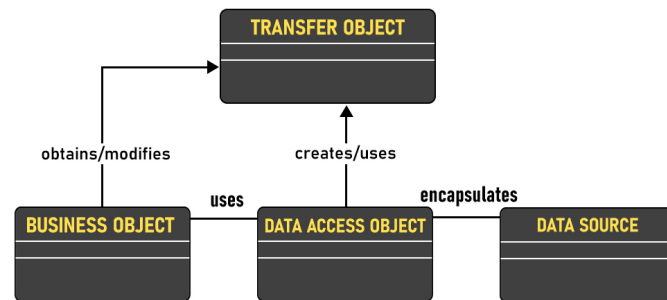 TRANSFER OBJECT
obtains/modifies
creates/uses
uses
encapsulates
BUSINESS OBJECT
DATA ACCESS OBJECT
DATA SOURCE